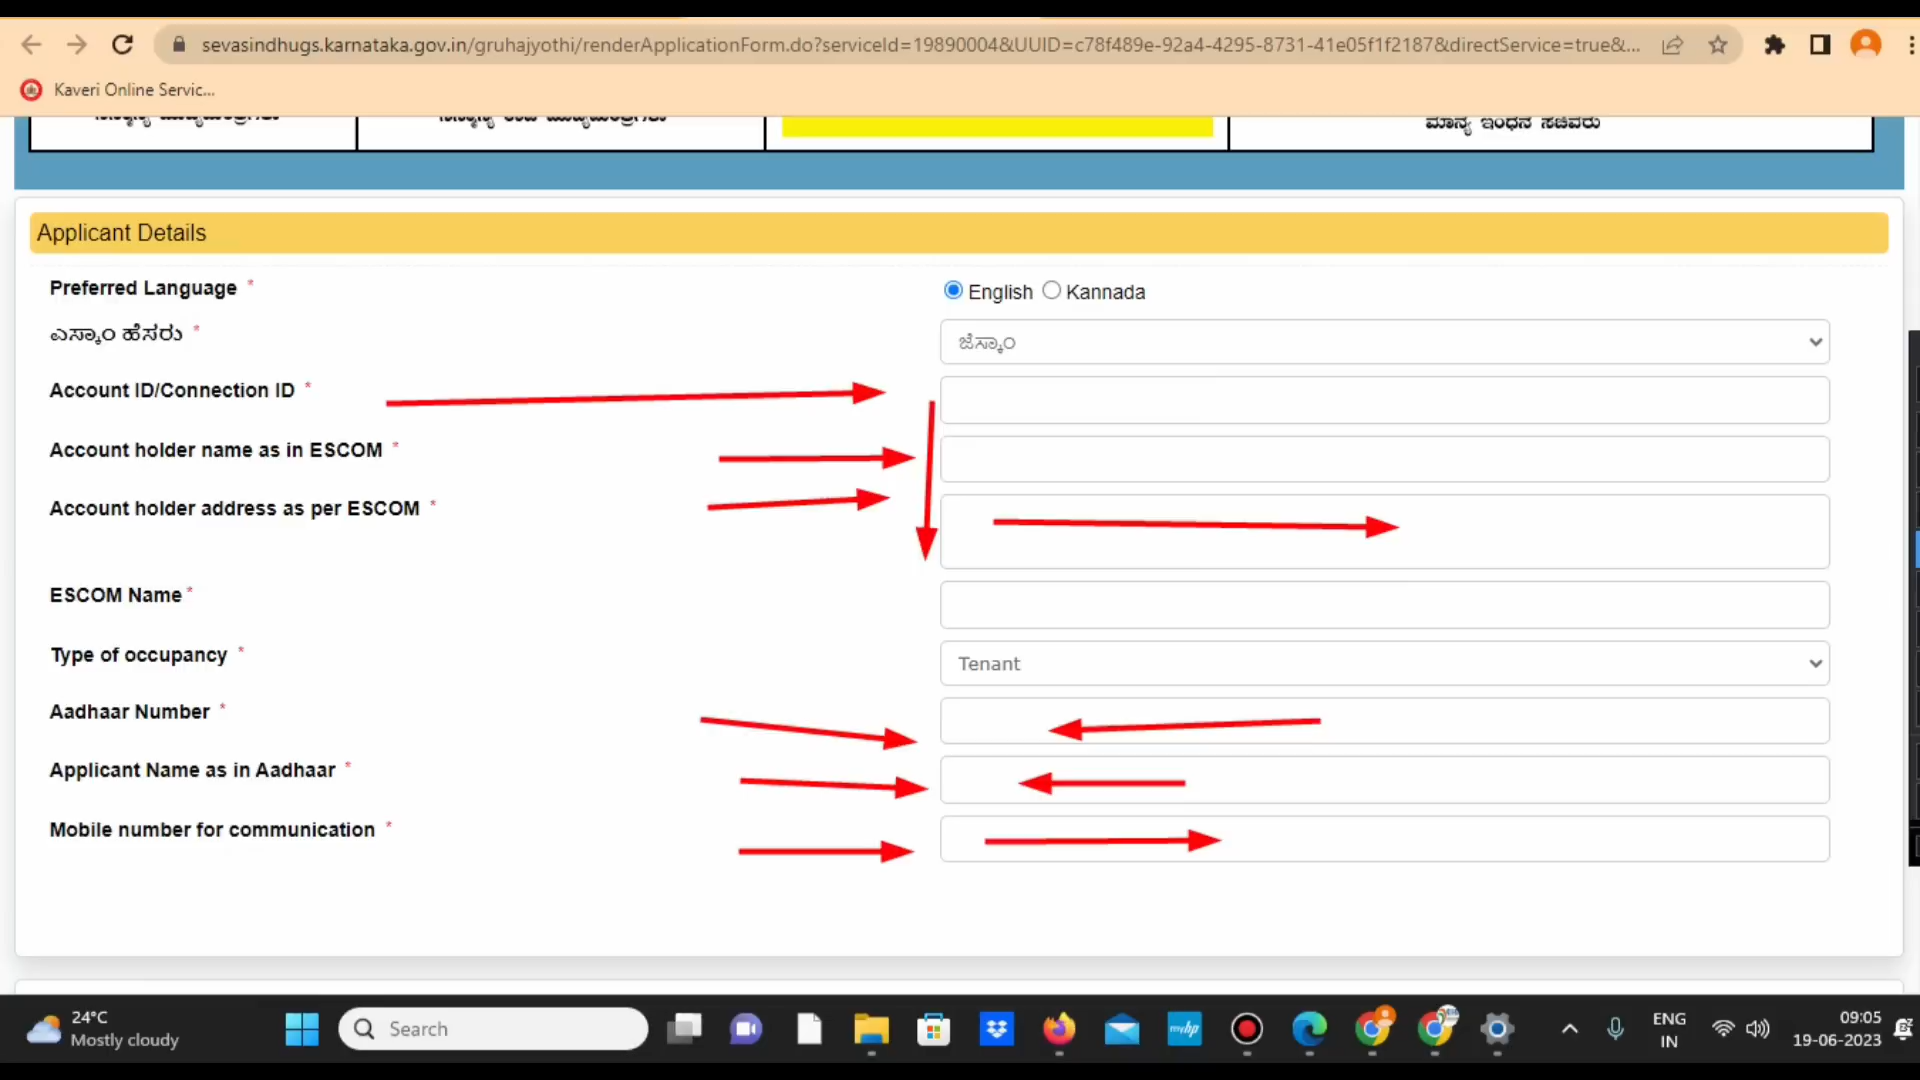 sevasindhugs.karnataka.gov.in/gruhajyothi/renderApplicationForm.do?serviceId=19890004&UUID=c78f489e-92a4-4295-8731-41e05f1f2187&directService=true&...
Kaveri Online Servic...
ಮಾನ್ಯ ಇಂಧನ ಸಚಿವರು
Applicant Details
Preferred Language *
English Kannada
ಎಸ್ಕಾಂ ಹೆಸರು *
ಜೆಸ್ಕಾಂ
Account ID/Connection ID *
Account holder name as in ESCOM *
Account holder address as per ESCOM *
ESCOM Name *
Type of occupancy *
Tenant
Aadhaar Number *
Applicant Name as in Aadhaar *
Mobile number for communication *
24°C
Mostly cloudy
Search
myhp
ENG
IN
09:05
19-06-2023